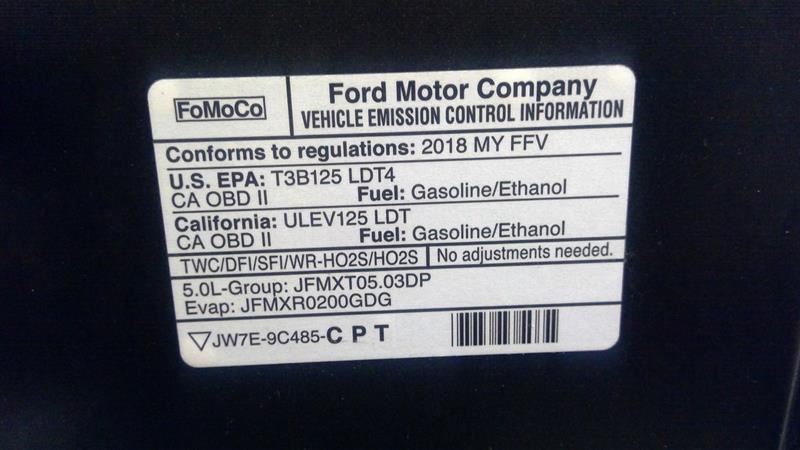 FoMoCo
Ford Motor Company
VEHICLE EMISSION CONTROL INFORMATION
Conforms to regulations: 2018 MY FFV
U.S. EPA: T3B125 LDT4
CA OBD II Fuel: Gasoline/Ethanol
California: ULEV125 LDT
CA OBD II Fuel: Gasoline/Ethanol
TWC/DFI/SFI/WR-HO2S/HO2S No adjustments needed.
5.0L-Group: JFMXT05.03DP
Evap: JFMXR0200GDG
JW7E-9C485-C P T